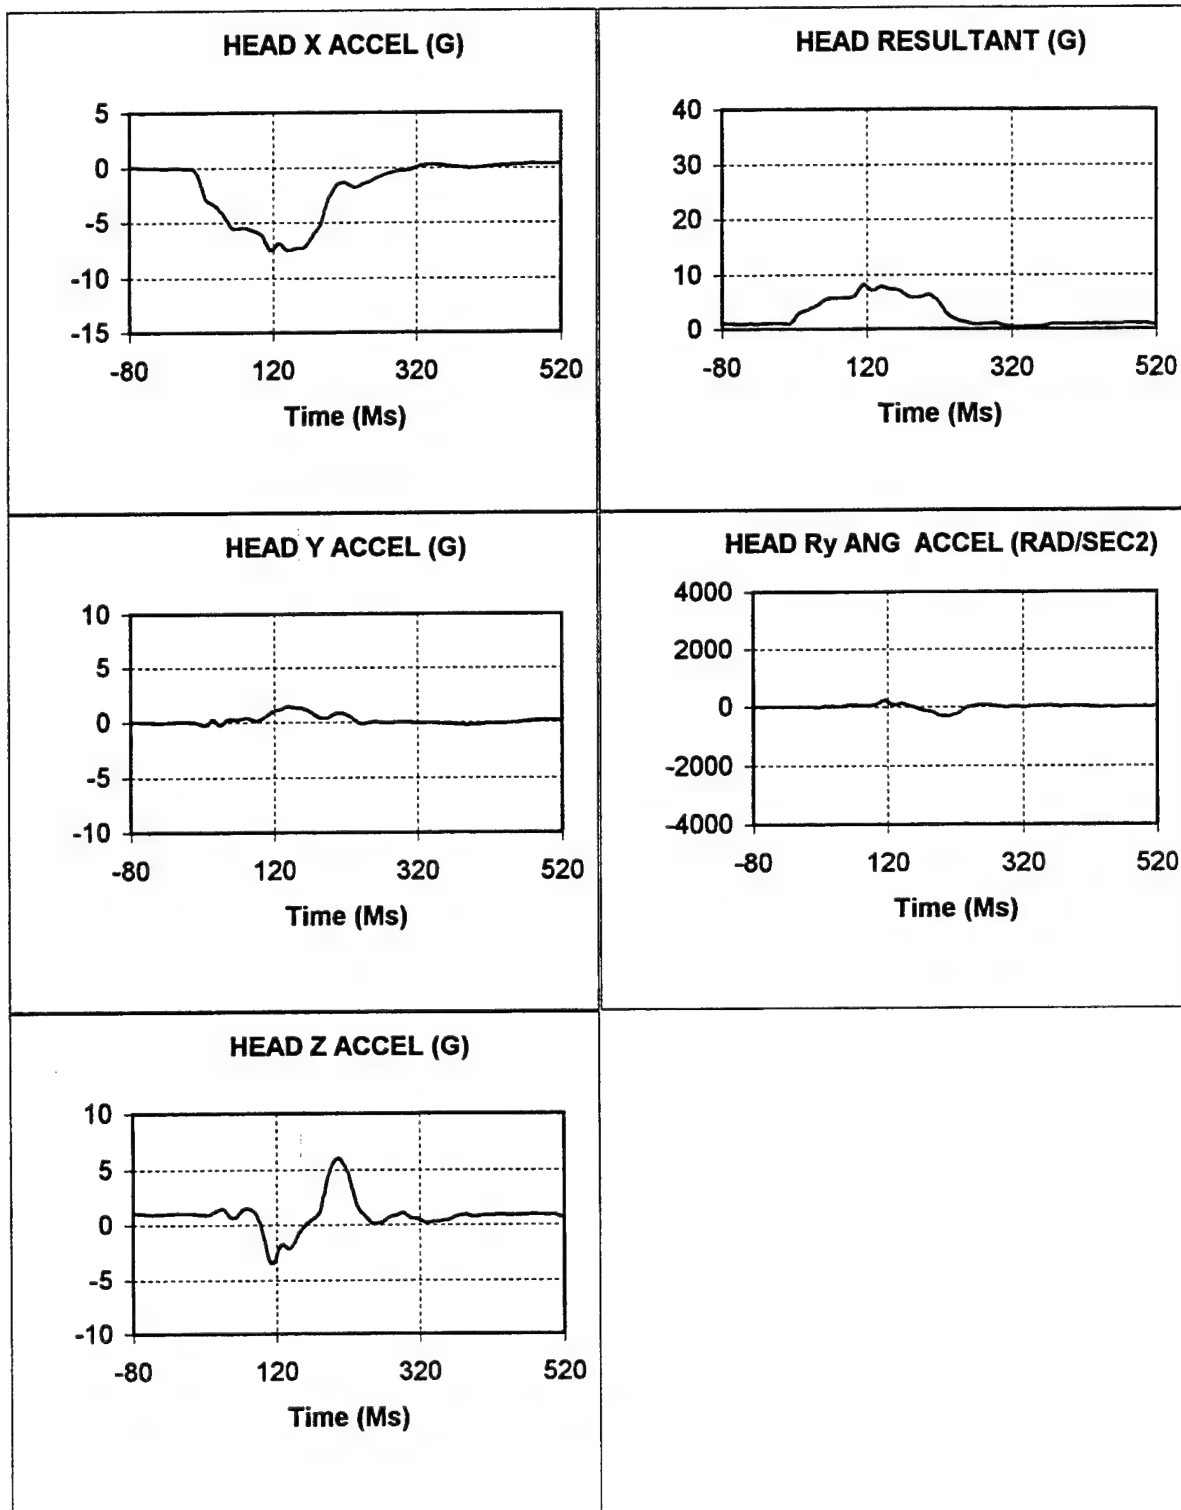 HEAD X ACCEL (G)
5
0
-5
-10
-15
-80 120 320 520
Time (Ms)
HEAD RESULTANT (G)
40
30
20
10
0
-80 120 320 520
Time (Ms)
HEAD Y ACCEL (G)
10
5
0
-5
-10
-80 120 320 520
Time (Ms)
HEAD Ry ANG ACCEL (RAD/SEC2)
4000
2000
0
-2000
-4000
-80 120 320 520
Time (Ms)
HEAD Z ACCEL (G)
10
5
0
-5
-10
-80 120 320 520
Time (Ms)